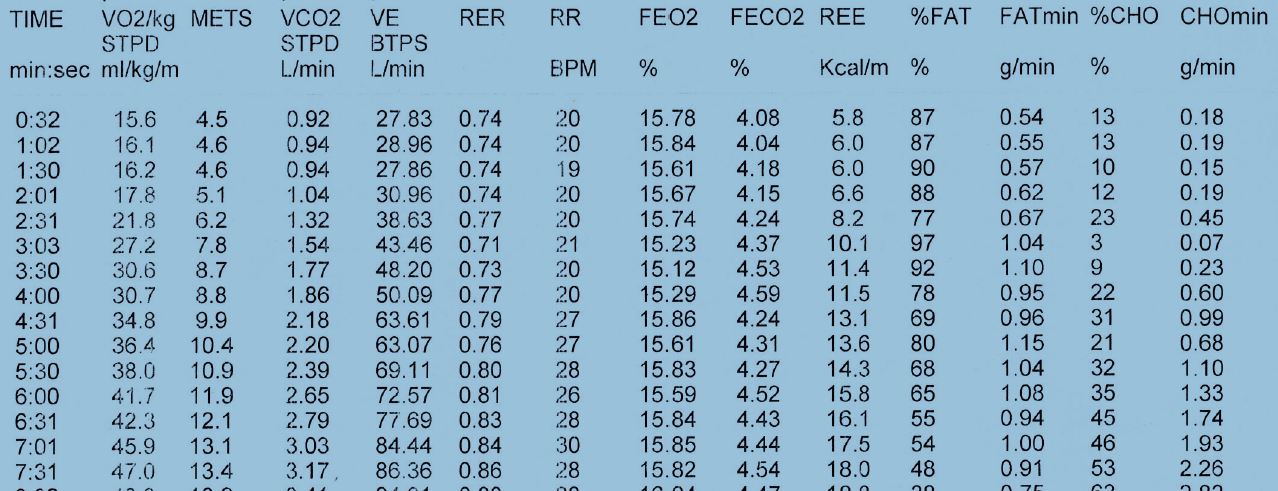 TIME VO2/kg METS VCO2 VE RER RR FEO2 FECO2 REE %FAT FATmin %CHO CHOmin
STPD STPD BTPS
min:sec ml/kg/m L/min L/min BPM % % Kcal/m % g/min % g/min
0:32 15.6 4.5 0.92 27.83 0.74 20 15.78 4.08 5.8 87 0.54 13 0.18
1:02 16.1 4.6 0.94 28.96 0.74 20 15.84 4.04 6.0 87 0.55 13 0.19
1:30 16.2 4.6 0.94 27.86 0.74 19 15.61 4.18 6.0 90 0.57 10 0.15
2:01 17.8 5.1 1.04 30.96 0.74 20 15.67 4.15 6.6 88 0.62 12 0.19
2:31 21.8 6.2 1.32 38.63 0.77 20 15.74 4.24 8.2 77 0.67 23 0.45
3:03 27.2 7.8 1.54 43.46 0.71 21 15.23 4.37 10.1 97 1.04 3 0.07
3:30 30.6 8.7 1.77 48.20 0.73 20 15.12 4.53 11.4 92 1.10 9 0.23
4:00 30.7 8.8 1.86 50.09 0.77 20 15.29 4.59 11.5 78 0.95 22 0.60
4:31 34.8 9.9 2.18 63.61 0.79 27 15.86 4.24 13.1 69 0.96 31 0.99
5:00 36.4 10.4 2.20 63.07 0.76 27 15.61 4.31 13.6 80 1.15 21 0.68
5:30 38.0 10.9 2.39 69.11 0.80 28 15.83 4.27 14.3 68 1.04 32 1.10
6:00 41.7 11.9 2.65 72.57 0.81 26 15.59 4.52 15.8 65 1.08 35 1.33
6:31 42.3 12.1 2.79 77.69 0.83 28 15.84 4.43 16.1 55 0.94 45 1.74
7:01 45.9 13.1 3.03 84.44 0.84 30 15.85 4.44 17.5 54 1.00 46 1.93
7:31 47.0 13.4 3.17 86.36 0.86 28 15.82 4.54 18.0 48 0.91 53 2.26